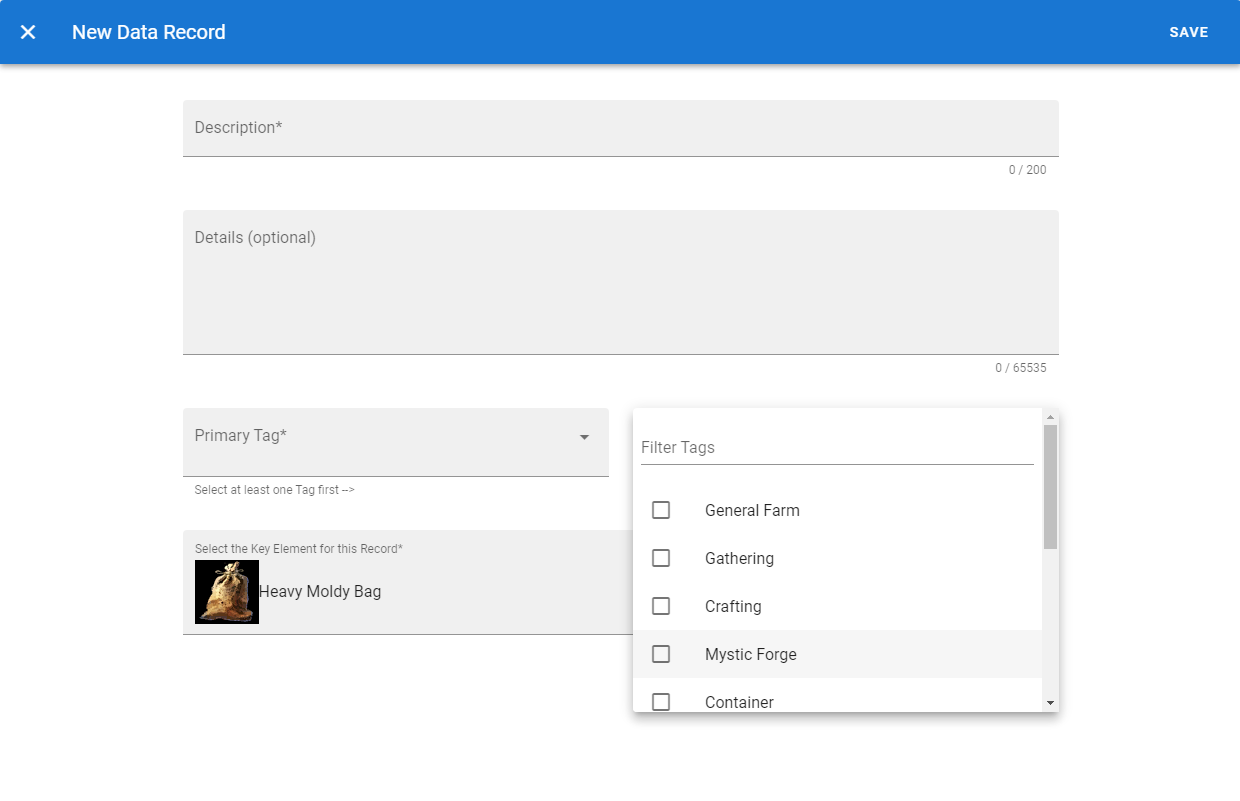 New Data Record
SAVE
Description*
0 / 200
Details (optional)
0 / 65535
Primary Tag*
Select at least one Tag first -->
Select the Key Element for this Record*
Heavy Moldy Bag
Filter Tags
General Farm
Gathering
Crafting
Mystic Forge
Container